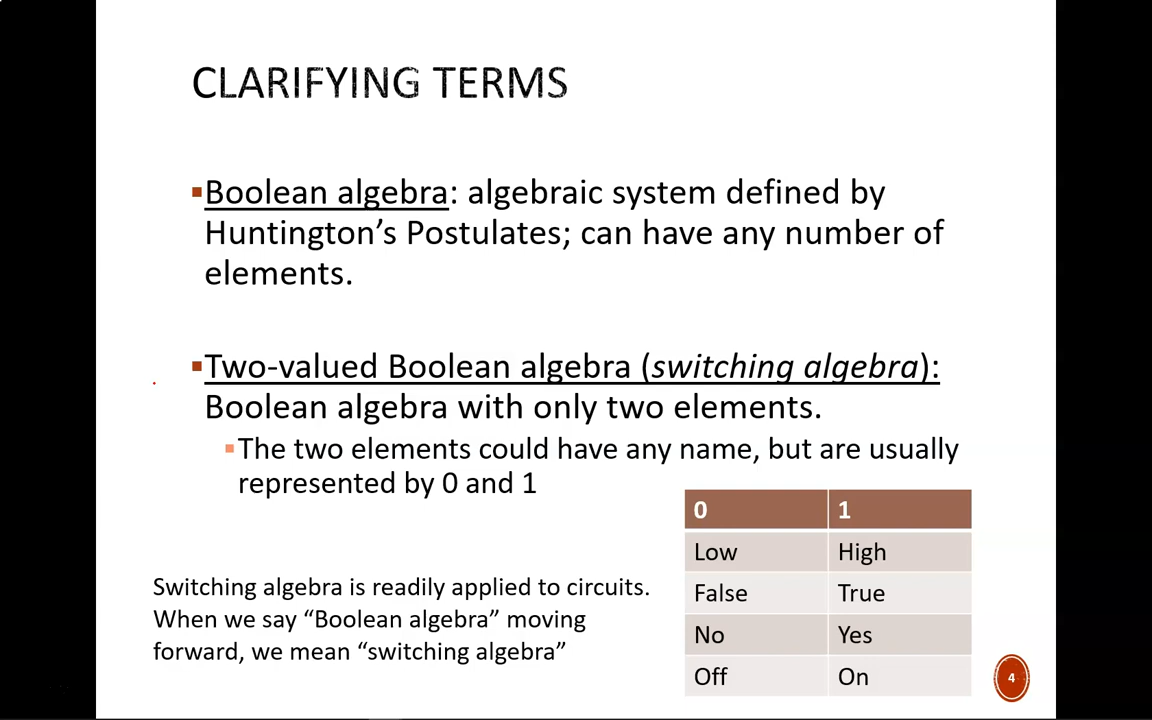 CLARIFYING TERMS
▪Boolean algebra: algebraic system defined by
Huntington’s Postulates; can have any number of
elements.
▪Two-valued Boolean algebra (switching algebra):
Boolean algebra with only two elements.
▪The two elements could have any name, but are usually
represented by 0 and 1
0 1
Low High
False True
No Yes
Off On
Switching algebra is readily applied to circuits.
When we say “Boolean algebra” moving
forward, we mean “switching algebra”
4